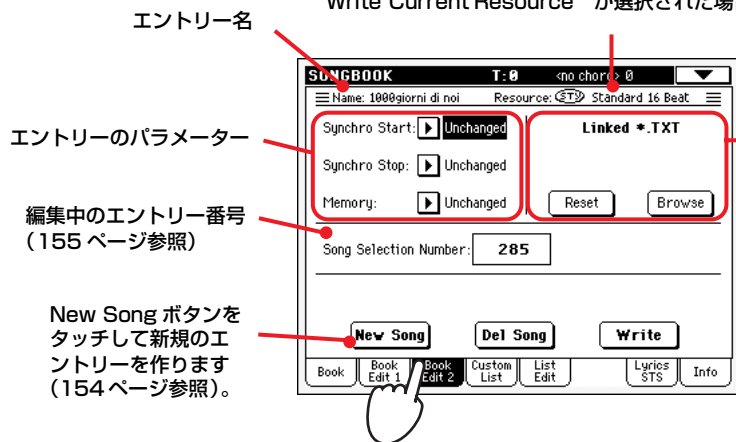 Write Current Resource が選択された場
エントリー名
SONGBOOK T:0 <no chord> 0
Name: 1000giorni di noi Resource: STY Standard 16 Beat
エントリーのパラメーター
Synchro Start: Unchanged
Synchro Stop: Unchanged
Memory: Unchanged
Linked *.TXT
Reset Browse
編集中のエントリー番号
(155 ページ参照)
Song Selection Number: 285
New Song ボタンを
タッチして新規のエ
ントリーを作ります
(154 ページ参照)。
New Song Del Song Write
Book Book Edit 1 Book Edit 2 Custom List List Edit Lyrics STS Info